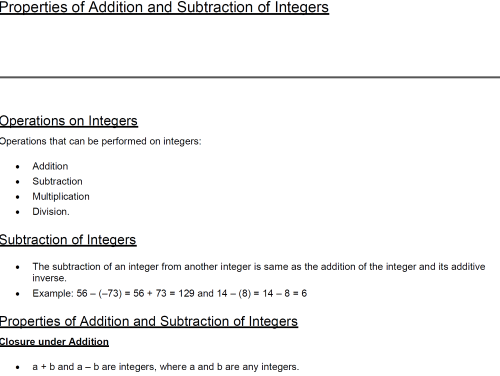 Properties of Addition and Subtraction of Integers
Operations on Integers
Operations that can be performed on integers:
• Addition
• Subtraction
• Multiplication
• Division.
Subtraction of Integers
• The subtraction of an integer from another integer is same as the addition of the integer and its additive
inverse.
• Example: 56 – (–73) = 56 + 73 = 129 and 14 – (8) = 14 – 8 = 6
Properties of Addition and Subtraction of Integers
Closure under Addition
• a + b and a – b are integers, where a and b are any integers.